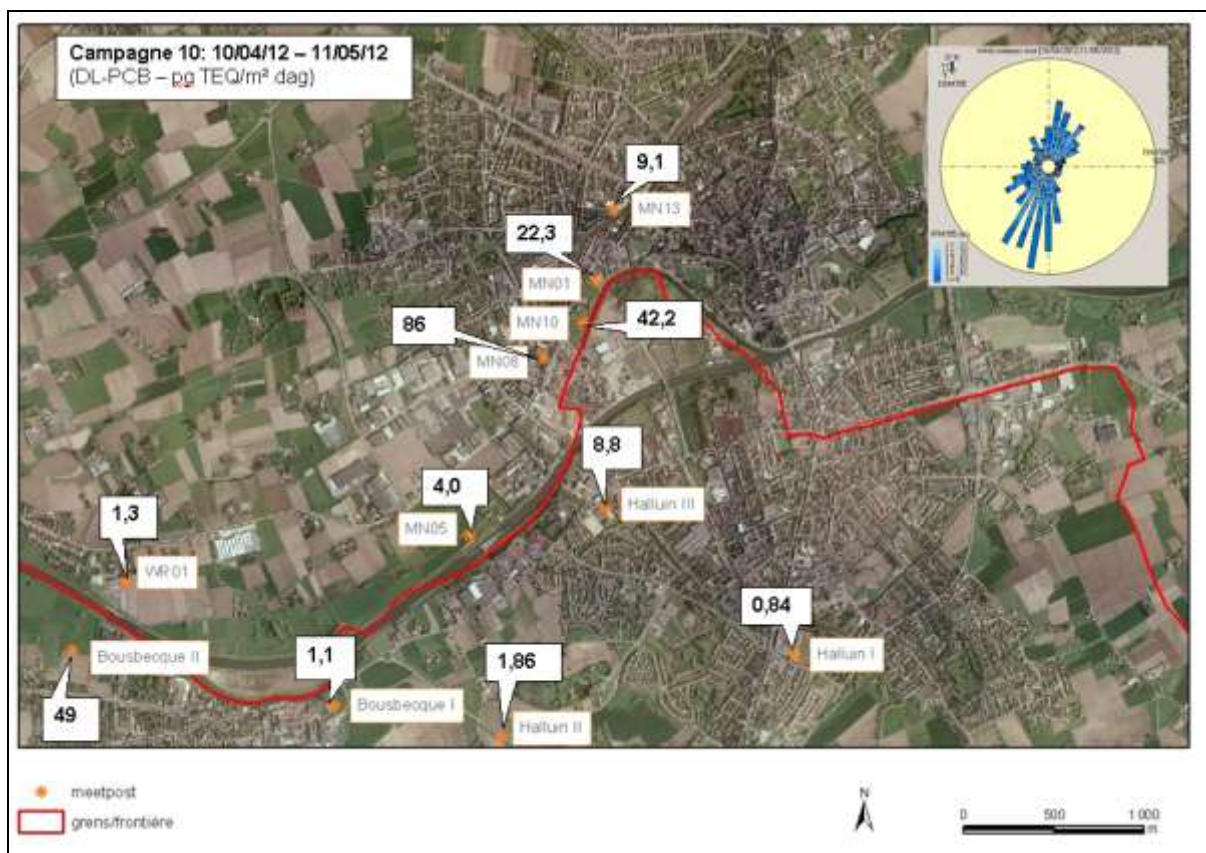 Campagne 10: 10/04/12 – 11/05/12
(DL-PCB – pg TEQ/m² dag)
9,1
MN13
22,3
MN01
MN10
42,2
86
MN08
8,8
Halluin III
4,0
MN05
1,3
WR01
0,84
Halluin I
Bousbecque II
1,1
1,86
Bousbecque I
49
Halluin II
meetpost
grens/frontière
N
0 500 1 000
m